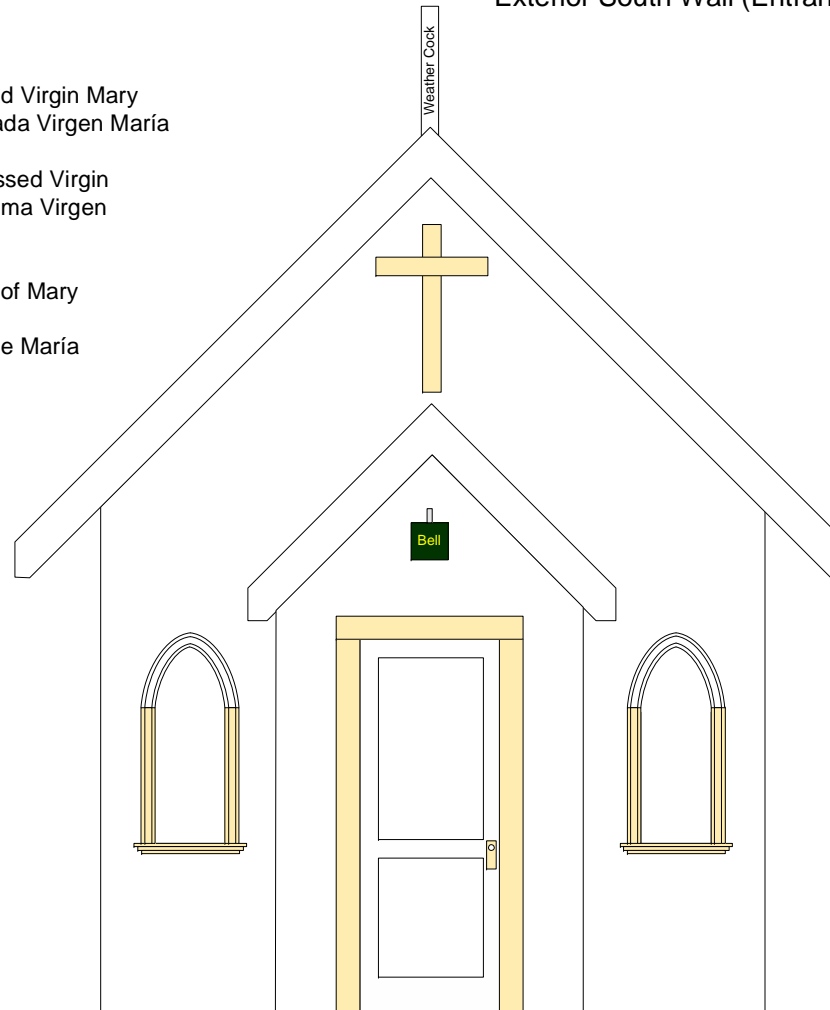 Exterior South Wall (Entran
Weather Cock
d Virgin Mary
ada Virgen María
ssed Virgin
ma Virgen
of Mary
e María
Bell